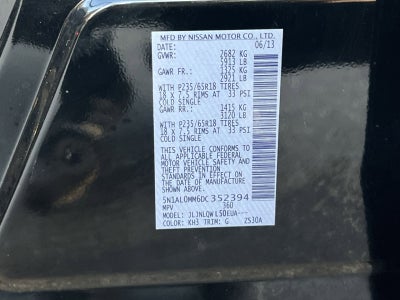 MFD BY NISSAN MOTOR CO., LTD.
DATE: 06/13
GVWR: 2682 KG
5913 LB
GAWR FR.: 1325 KG
2921 LB
WITH P235/65R18 TIRES
18 x 7.5 RIMS AT 33 PSI
COLD SINGLE
GAWR RR.: 1415 KG
3120 LB
WITH P235/65R18 TIRES
18 x 7.5 RIMS AT 33 PSI
COLD SINGLE
THIS VEHICLE CONFORMS TO
ALL APPLICABLE FEDERAL
MOTOR VEHICLE SAFETY AND
THEFT PREVENTION
STANDARDS IN EFFECT ON
THE DATE OF MANUFACTURE
SHOWN ABOVE.
5N1AL0MM6DC352394
MPV 360
MODEL: JLJNLQWL50EUA---
COLOR: KH3 TRIM: G Z530A